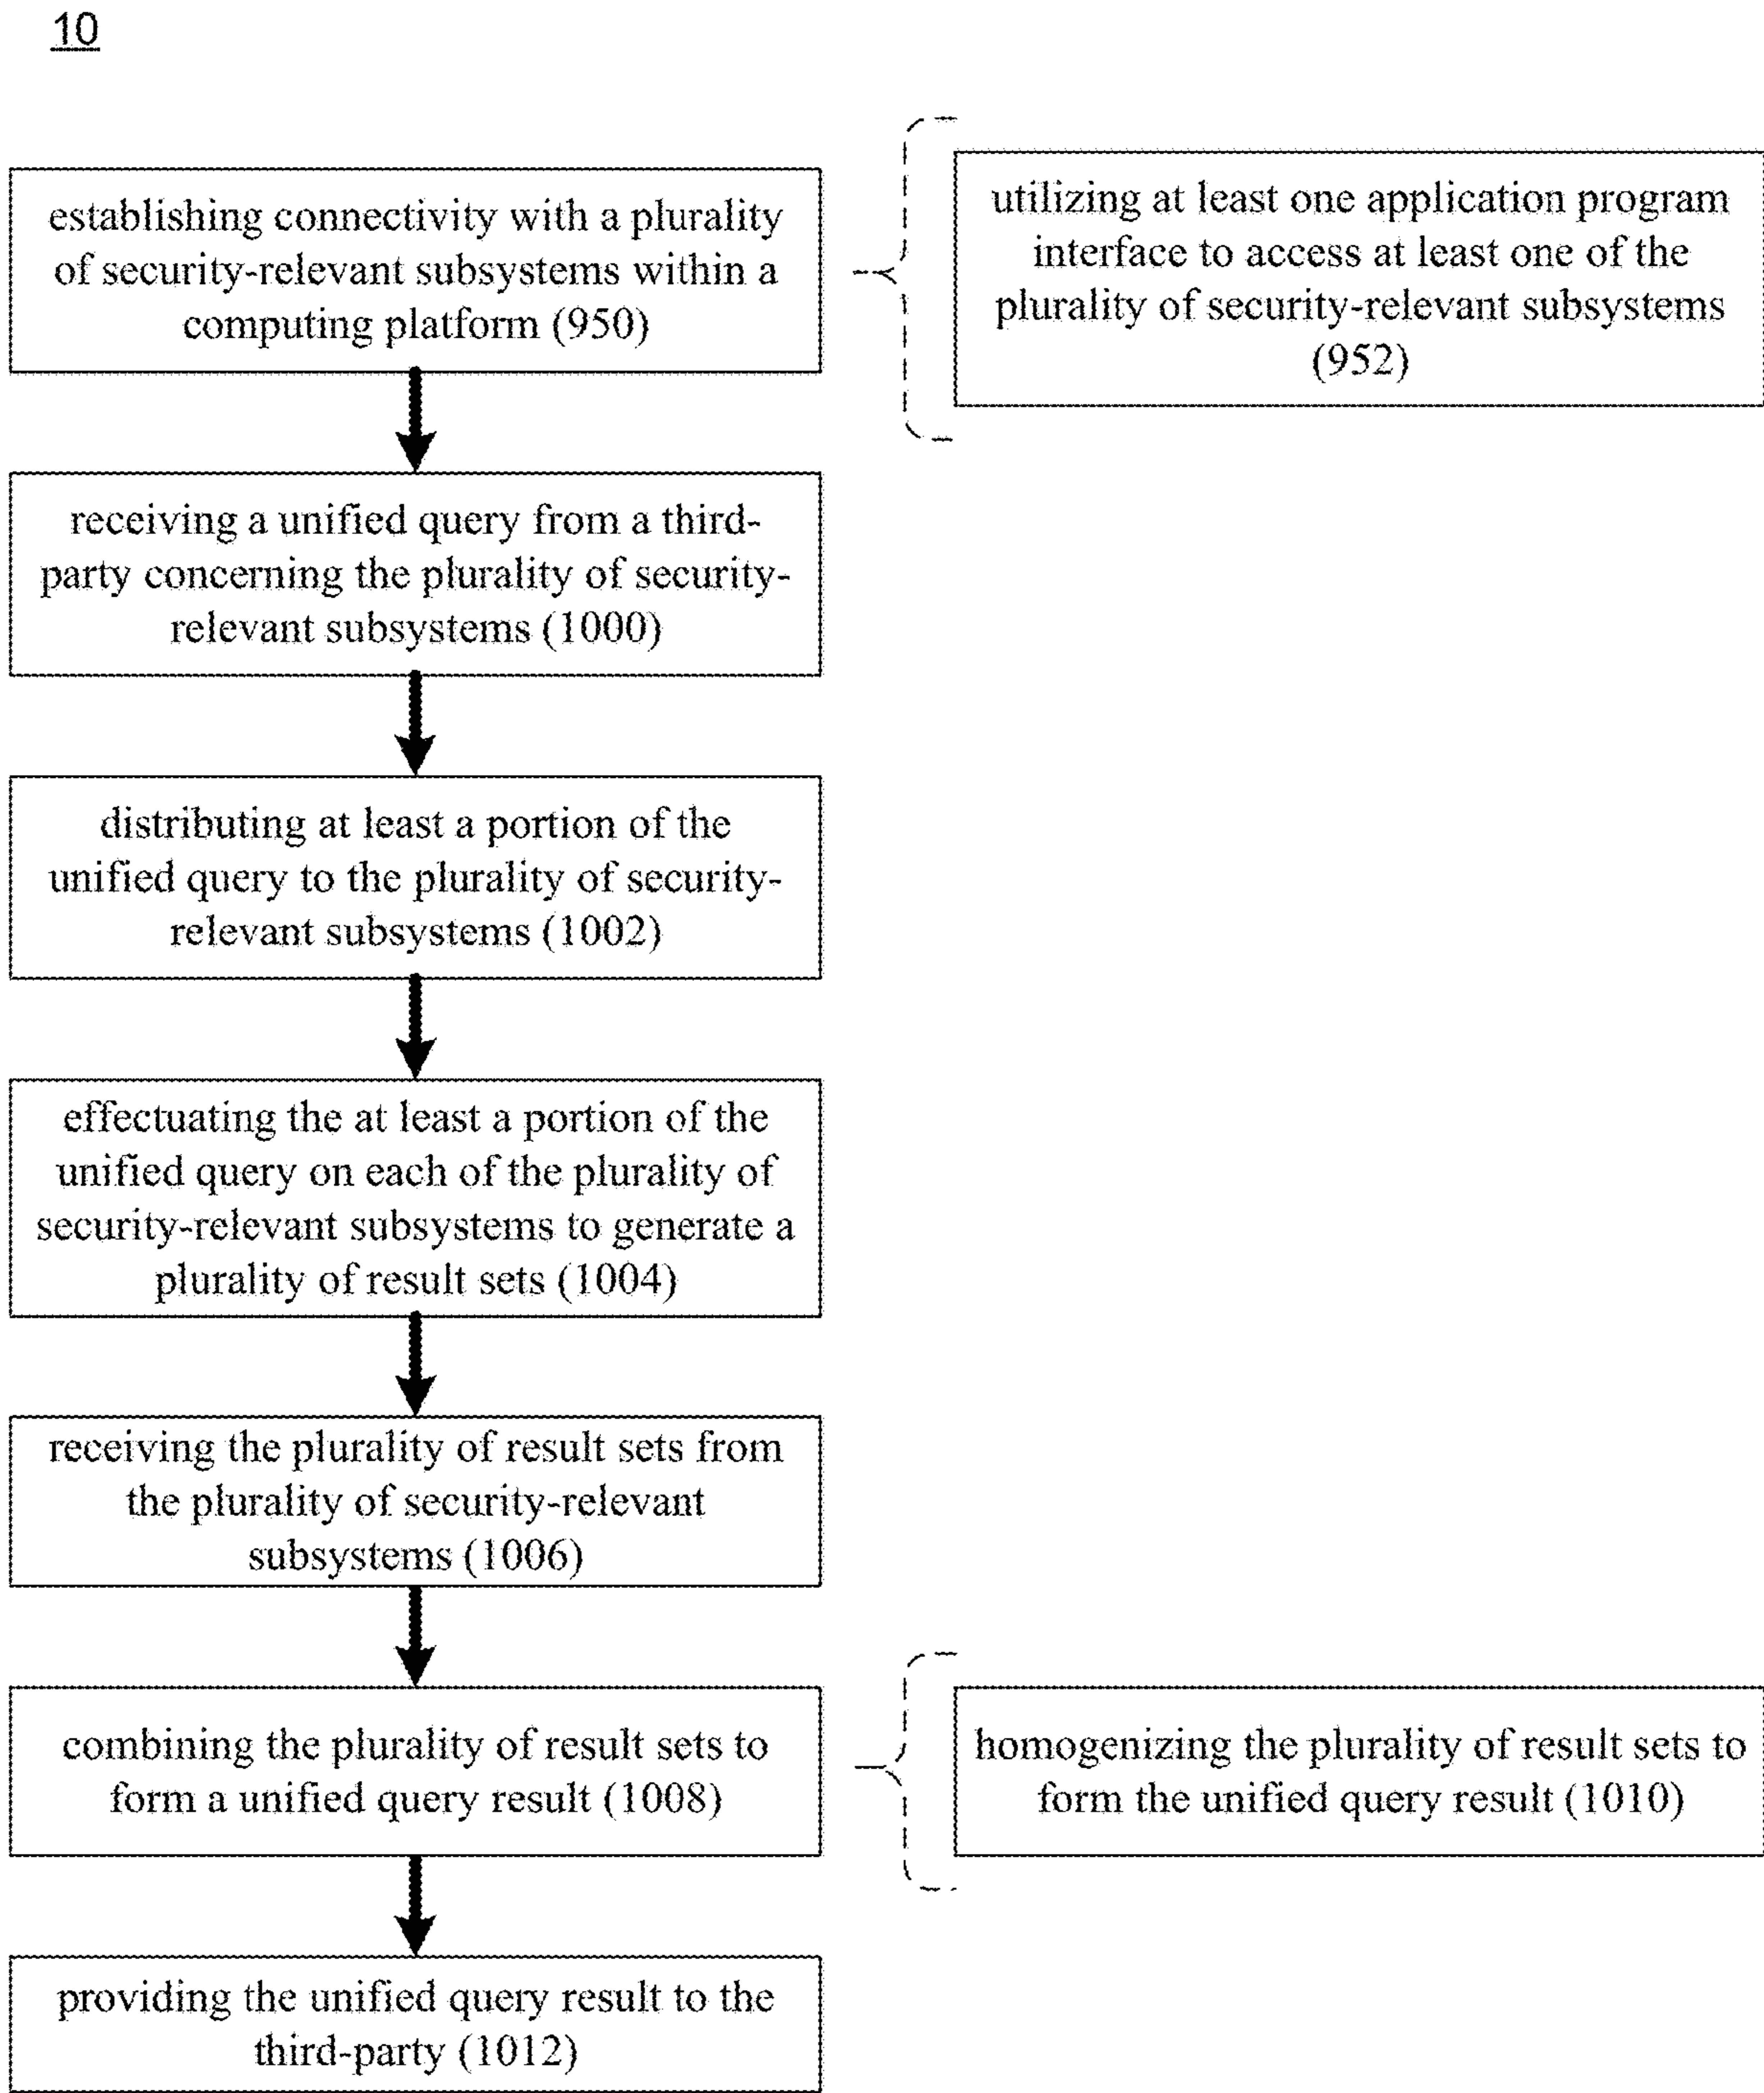 10
establishing connectivity with a plurality
of security-relevant subsystems within a
computing platform (950)
utilizing at least one application program
interface to access at least one of the
plurality of security-relevant subsystems
(952)
receiving a unified query from a third-
party concerning the plurality of security-
relevant subsystems (1000)
distributing at least a portion of the
unified query to the plurality of security-
relevant subsystems (1002)
effectuating the at least a portion of the
unified query on each of the plurality of
security-relevant subsystems to generate a
plurality of result sets (1004)
receiving the plurality of result sets from
the plurality of security-relevant
subsystems (1006)
combining the plurality of result sets to
form a unified query result (1008)
homogenizing the plurality of result sets to
form the unified query result (1010)
providing the unified query result to the
third-party (1012)